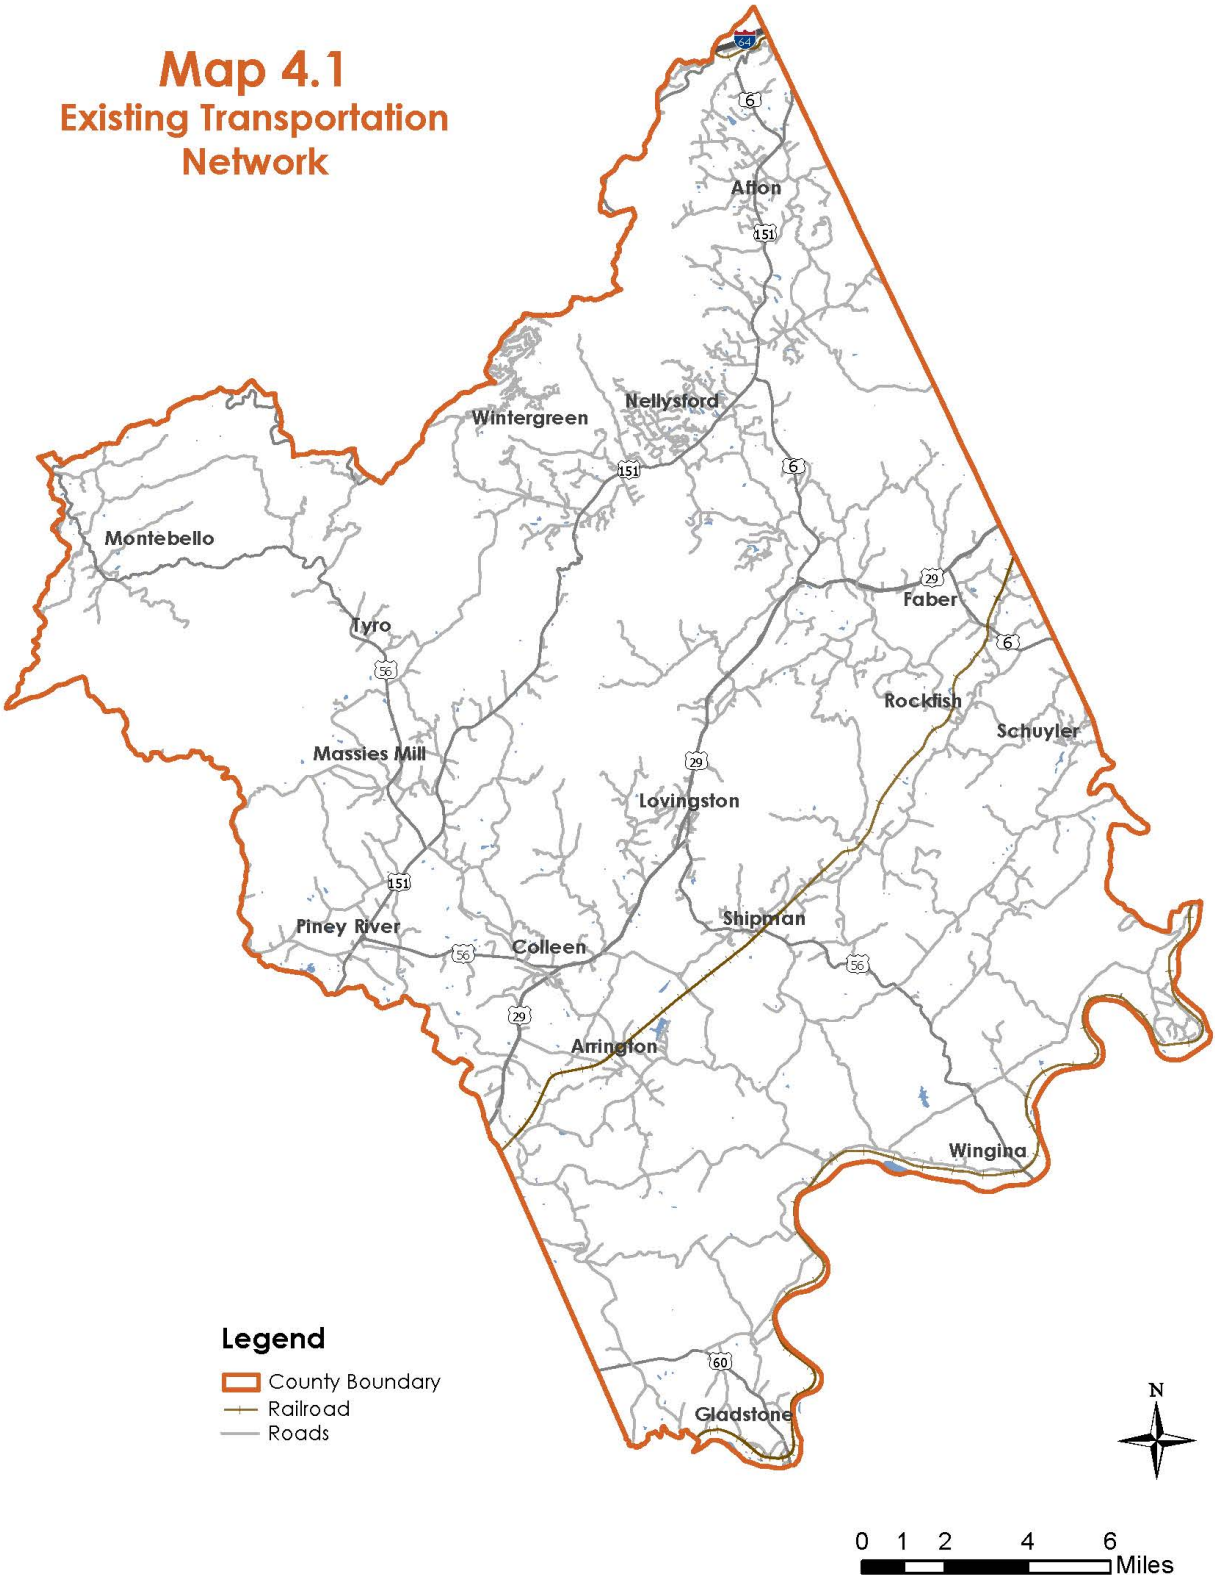 Map 4.1
Existing Transportation
Network
64
6
Afton
151
Nellysford
Wintergreen
151
6
Montebello
29
Faber
Tyro
6
56
Rockfish
Schuyler
Massies Mill
29
Lovingston
151
Shipman
Piney River
Colleen
56
56
29
Arrington
Wingina
Legend
60
County Boundary
Railroad
Gladstone
Roads
N
0 1 2 4 6
Miles